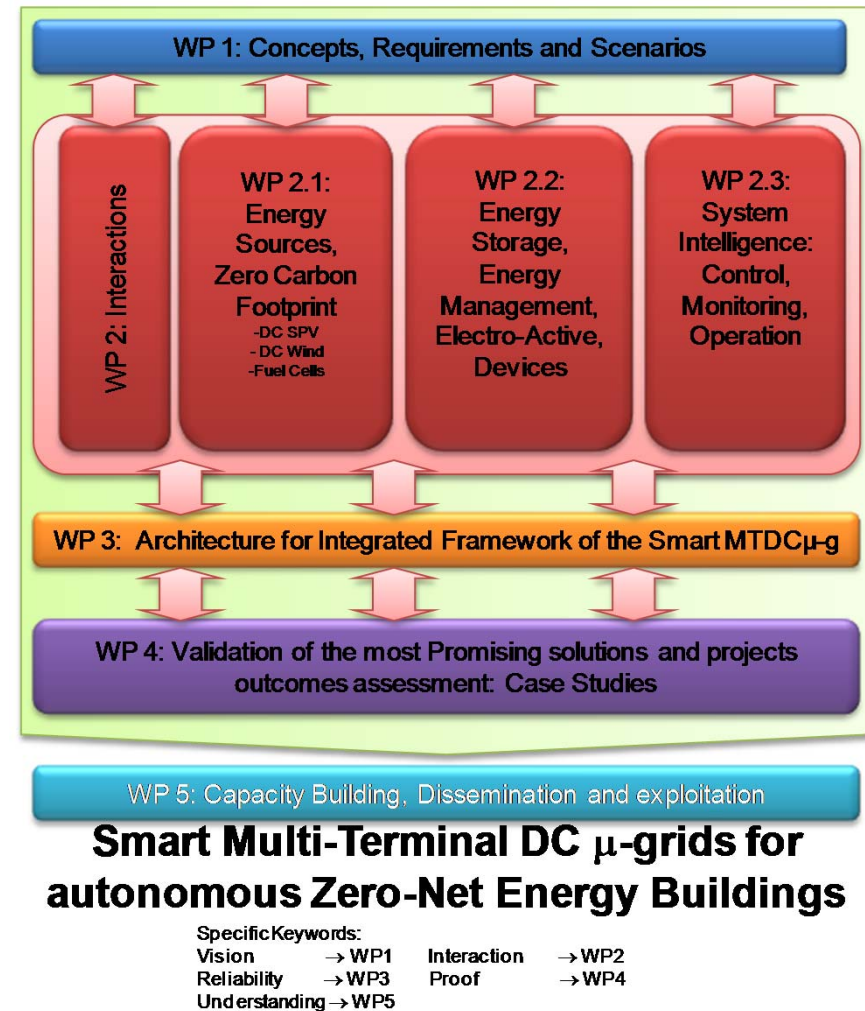 WP 1: Concepts, Requirements and Scenarios
WP 2: Interactions
WP 2.1:
Energy
Sources,
Zero Carbon
Footprint
-DC SPV
- DC Wind
-Fuel Cells
WP 2.2:
Energy
Storage,
Energy
Management,
Electro-Active,
Devices
WP 2.3:
System
Intelligence:
Control,
Monitoring,
Operation
WP 3: Architecture for Integrated Framework of the Smart MTDCμ-g
WP 4: Validation of the most Promising solutions and projects
outcomes assessment: Case Studies
WP 5: Capacity Building, Dissemination and exploitation
Smart Multi-Terminal DC μ-grids for
autonomous Zero-Net Energy Buildings
Specific Keywords:
Vision → WP1 Interaction → WP2
Reliability → WP3 Proof → WP4
Understanding → WP5